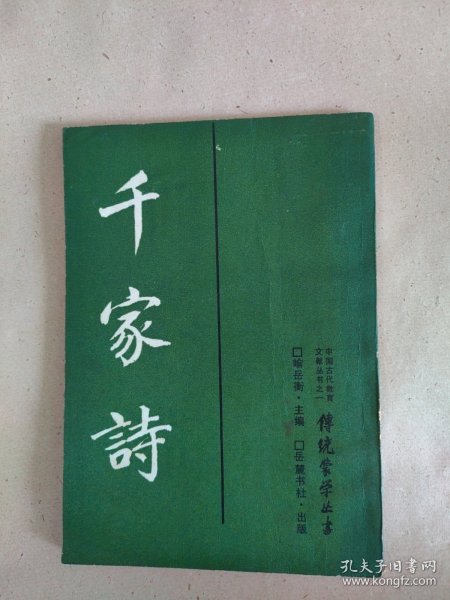 千家詩
中国古代教育
文献丛书之一
傳統蒙学丛書
□喻岳衡·主编 □岳麓书社·出版
孔夫子旧书网
www.kongfz.com